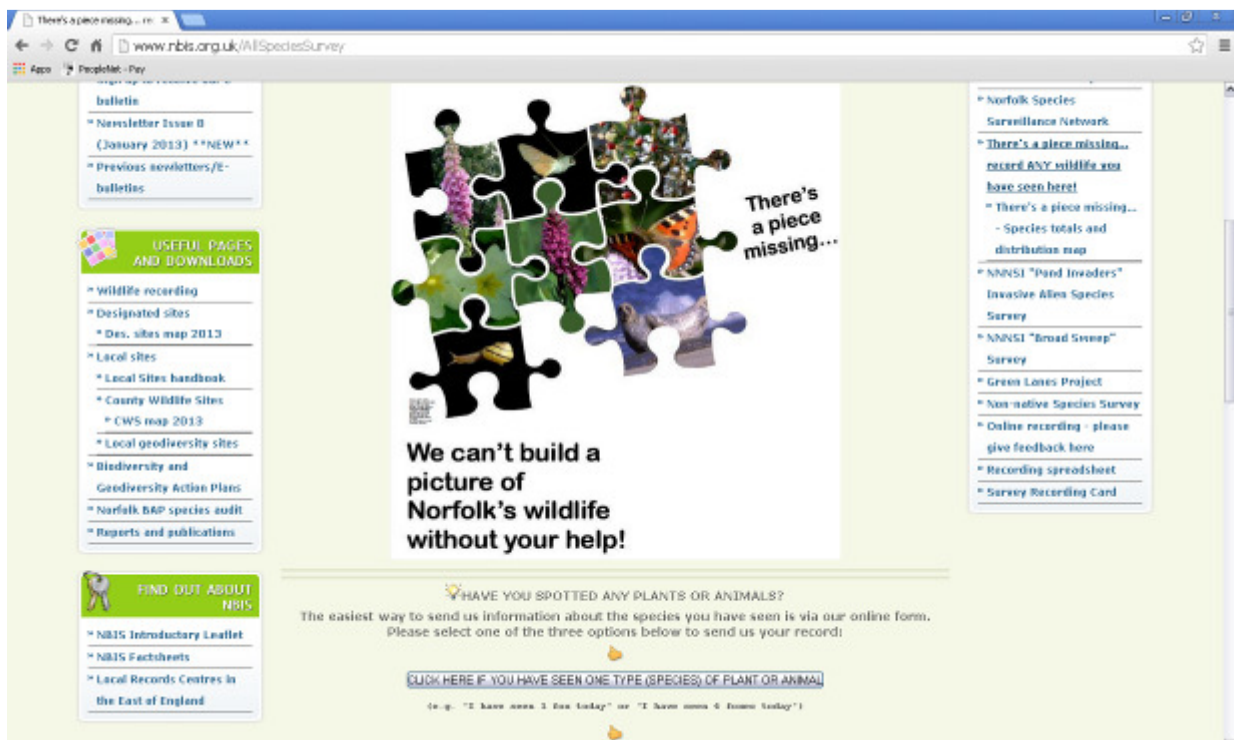 There's a piece missing... re
www.nbis.org.uk/AllSpeciesSurvey
Apps
PeopleNet - Pay
bulletin
Newsletter Issue 8
(January 2013) **NEW**
Previous newsletters/E-
bulletins
USEFUL PAGES
AND DOWNLOADS
Wildlife recording
Designated sites
Des. sites map 2013
Local sites
Local Sites handbook
County Wildlife Sites
CWS map 2013
Local geodiversity sites
Biodiversity and
Geodiversity Action Plans
Norfolk BAP species audit
Reports and publications
FIND OUT ABOUT
NBIS
NBIS Introductory Leaflet
NBIS Factsheets
Local Records Centres in
the East of England
There's
a piece
missing...
We can't build a
picture of
Norfolk's wildlife
without your help!
HAVE YOU SPOTTED ANY PLANTS OR ANIMALS?
The easiest way to send us information about the species you have seen is via our online form.
Please select one of the three options below to send us your record:
CLICK HERE IF YOU HAVE SEEN ONE TYPE (SPECIES) OF PLANT OR ANIMAL
(e.g. "I have seen 1 fox today" or "I have seen 6 foxes today")
Norfolk Species
Surveillance Network
There's a piece missing...
record ANY wildlife you
have seen here!
There's a piece missing...
- Species totals and
distribution map
NNNSI "Pond Invaders"
Invasive Alien Species
Survey
NNNSI "Broad Sweep"
Survey
Green Lanes Project
Non-native Species Survey
Online recording - please
give feedback here
Recording spreadsheet
Survey Recording Card